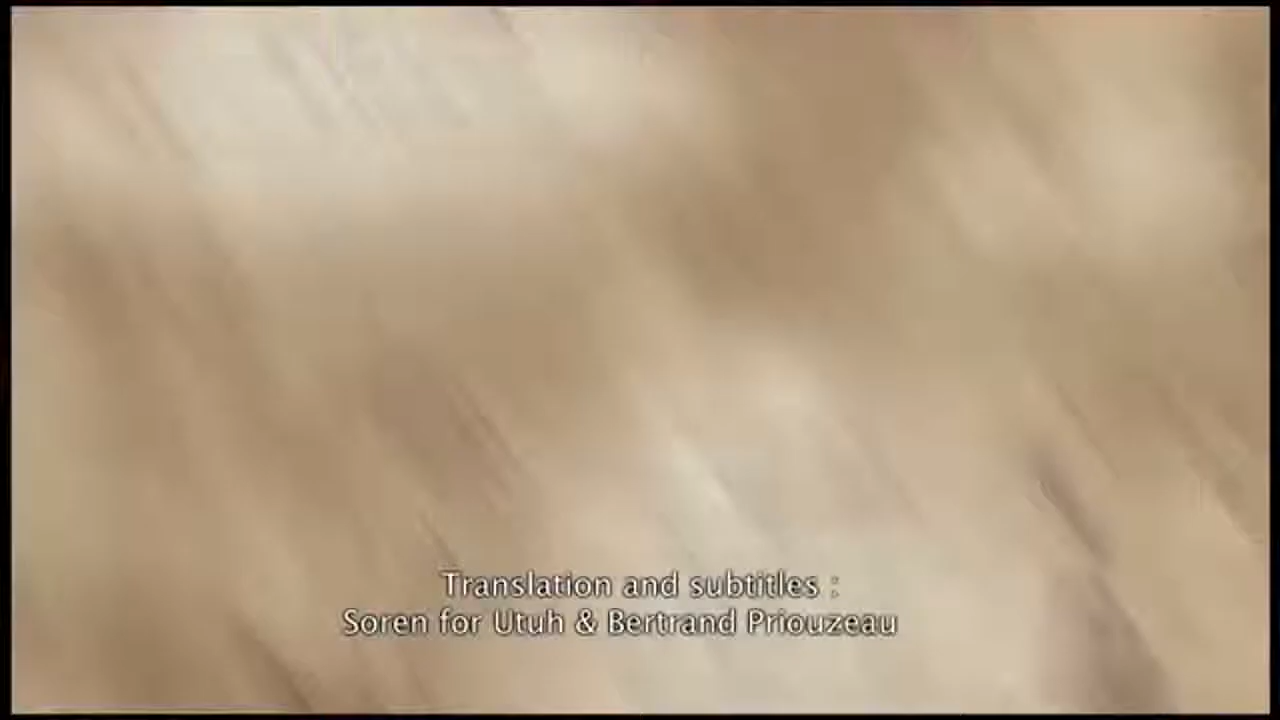 Translation and subtitles :
Soren for Utuh & Bertrand Priouzeau